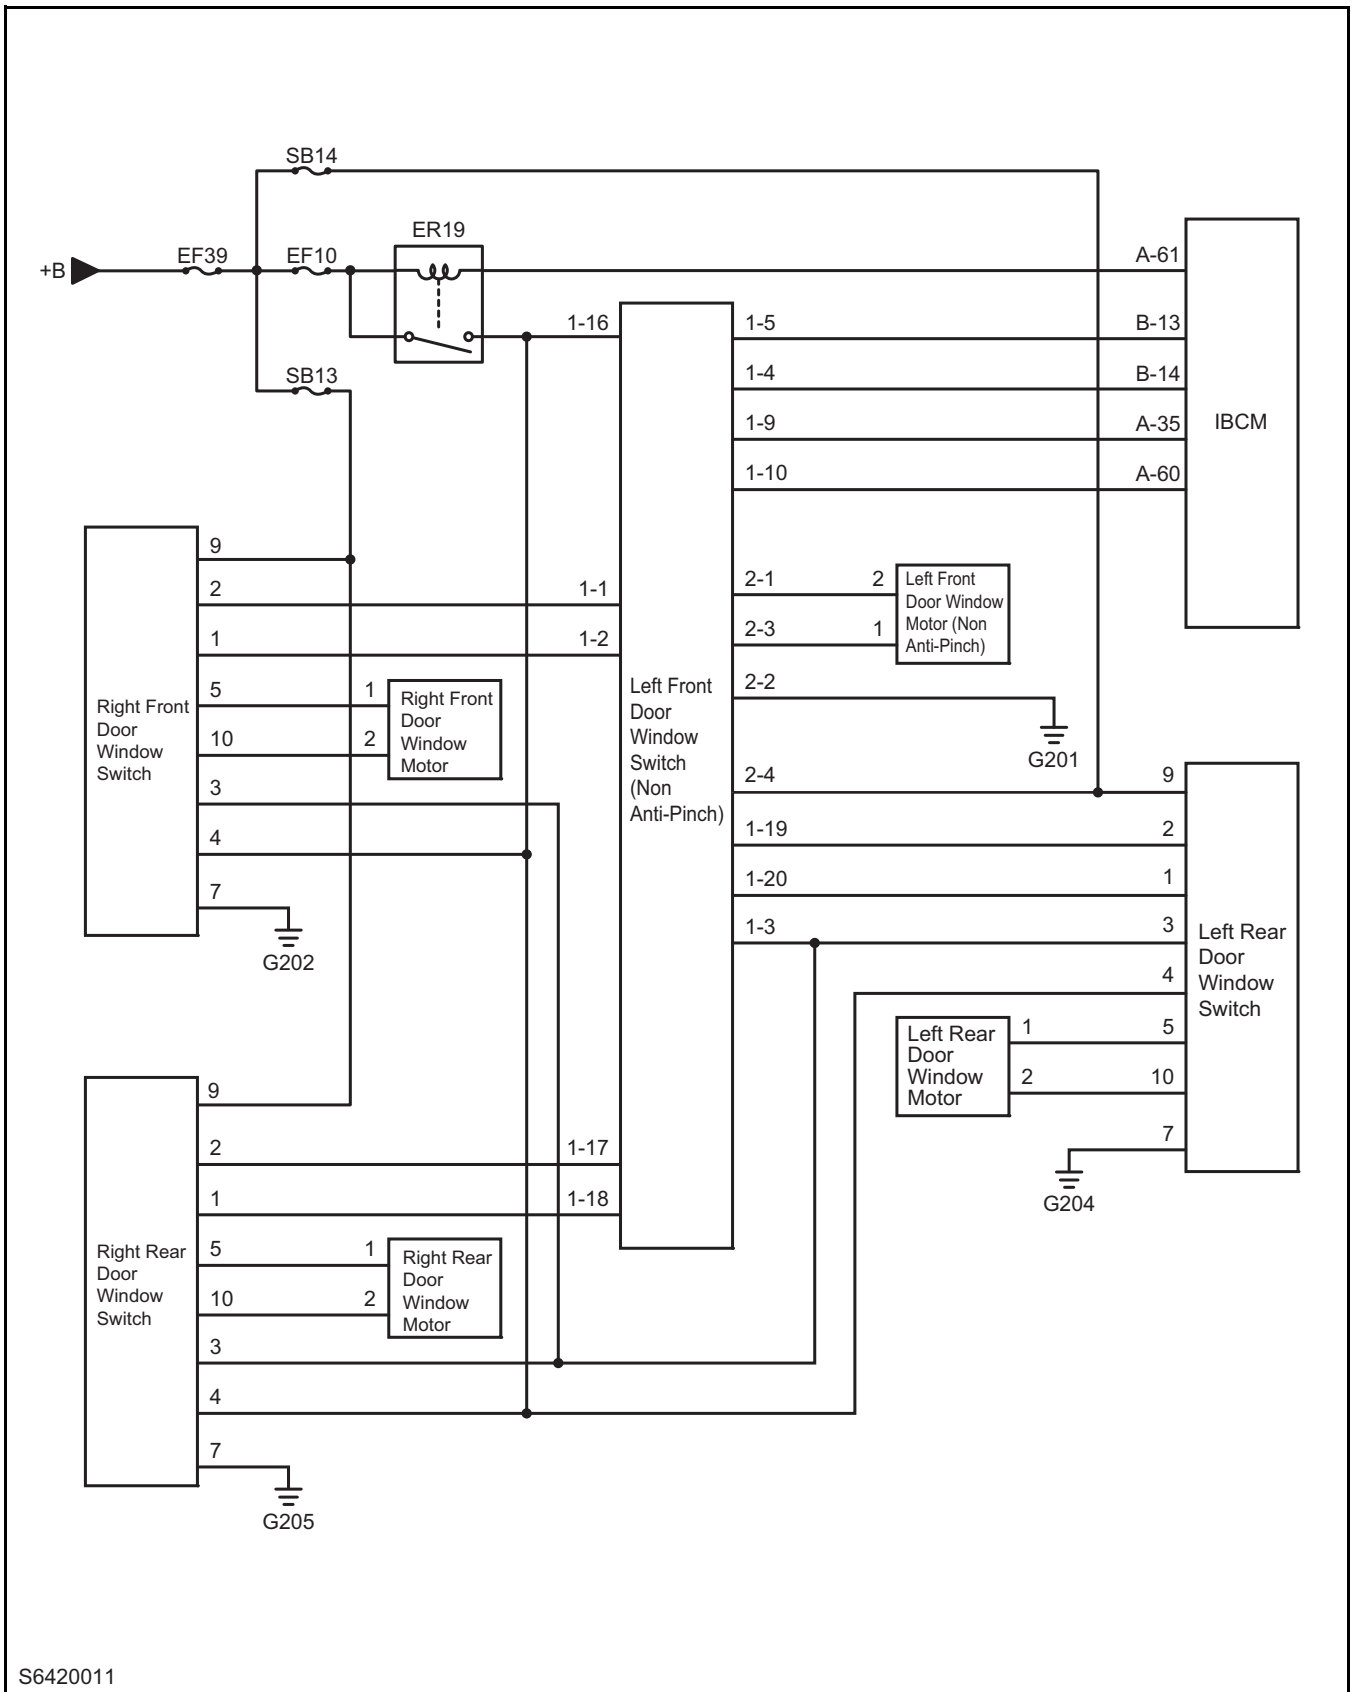 SB14
ER19
+B
EF39
EF10
A-61
1-16
1-5
B-13
SB13
1-4
B-14
1-9
A-35
IBCM
1-10
A-60
9
2
1-1
1
1-2
5
1
10
2
3
4
7
Right Front
Door
Window
Switch
Right Front
Door
Window
Motor
G202
2-1
2
2-3
1
Left Front
Door Window
Motor (Non
Anti-Pinch)
2-2
G201
Left Front
Door
Window
Switch
(Non
Anti-Pinch)
2-4
9
1-19
2
1-20
1
1-3
3
4
Left Rear
Door
Window
Switch
Left Rear
Door
Window
Motor
1
5
2
10
7
G204
9
2
1-17
1
1-18
5
1
10
2
3
4
7
Right Rear
Door
Window
Switch
Right Rear
Door
Window
Motor
G205
S6420011